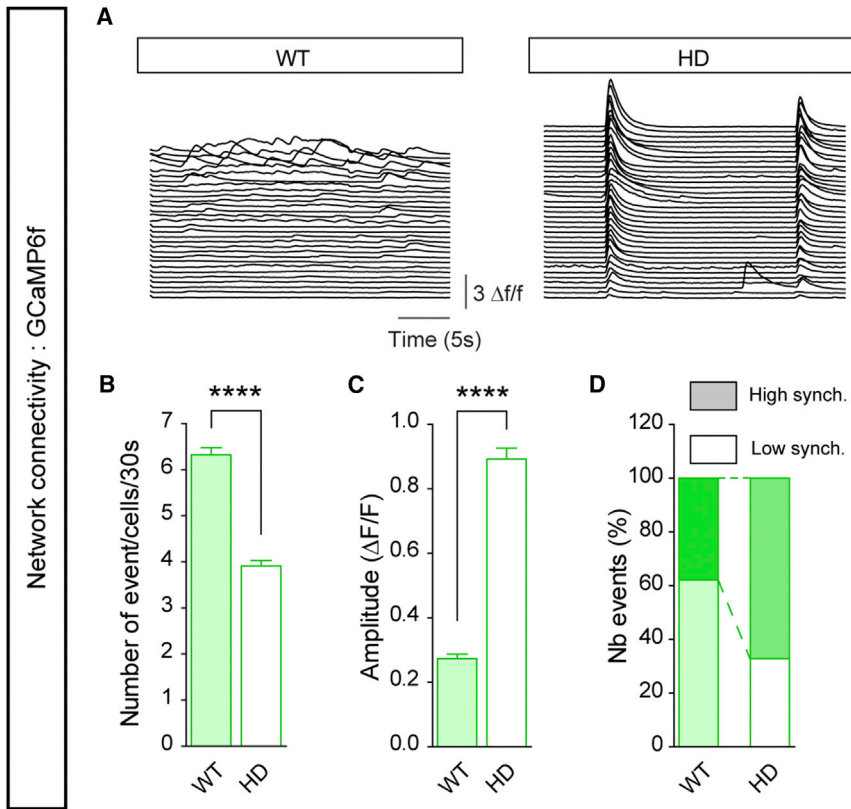 Network connectivity : GCaMP6f
A
WT
HD
3 Δf/f
Time (5s)
B
****
Number of event/cells/30s
7
6
5
4
3
2
1
0
WT
HD
C
****
Amplitude (ΔF/F)
1.0
0.8
0.6
0.4
0.2
0.0
WT
HD
D
High synch.
Low synch.
Nb events (%)
120
100
80
60
40
20
0
WT
HD